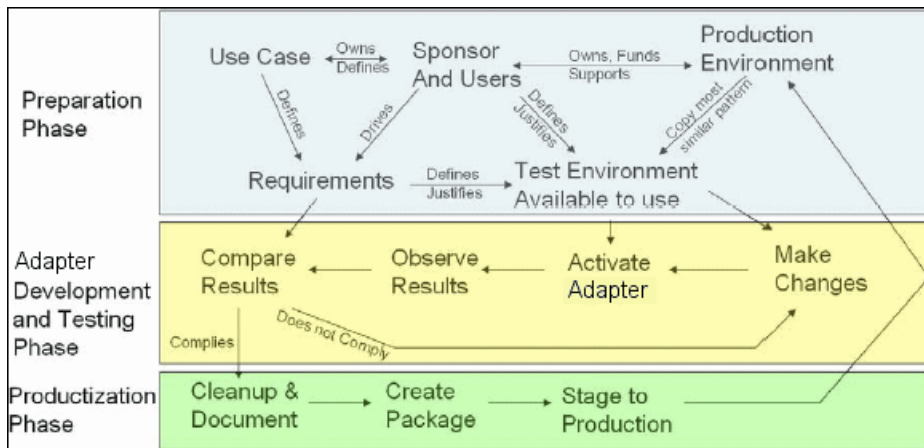 Preparation
Phase
Use Case
Owns
Defines
Sponsor
And Users
Owns, Funds
Supports
Production
Environment
Defines
Drives
Defines
Justifies
Copy most
similar pattern
Requirements
Defines
Justifies
Test Environment
Available to use
Adapter
Development
and Testing
Phase
Compare
Results
Observe
Results
Activate
Adapter
Make
Changes
Complies
Does not Comply
Productization
Phase
Cleanup &
Document
Create
Package
Stage to
Production